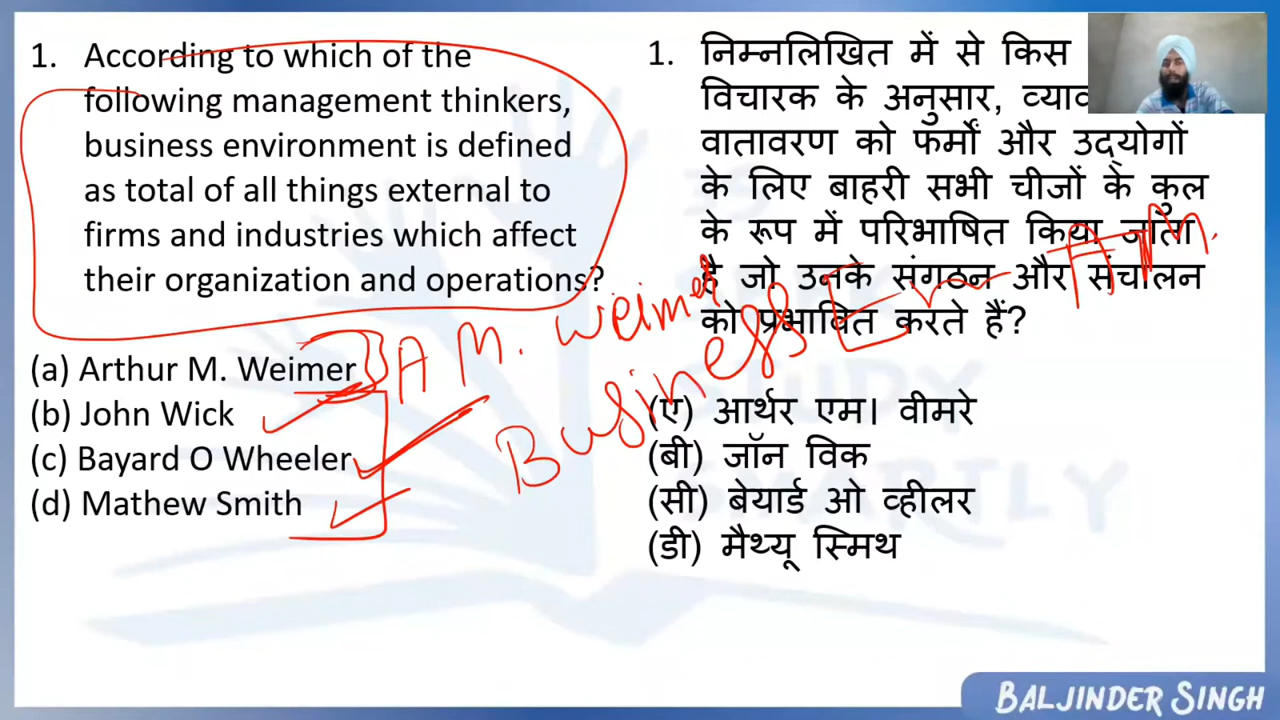 1. According to which of the
following management thinkers,
business environment is defined
as total of all things external to
firms and industries which affect
their organization and operations?
(a) Arthur M. Weimer
(b) John Wick
(c) Bayard O Wheeler
(d) Mathew Smith
A M. Weimer
Business
A M.
1. निम्नलिखित में से किस
विचारक के अनुसार,
वातावरण को फर्मों और उद्योगों
के लिए बाहरी सभी चीजों के कुल
के रूप में परिभाषित किया जाता
है जो उनके संगठन और संचालन
को प्रभावित करते हैं?
(ए) आर्थर एम। वीमरे
(बी) जॉन विक
(सी) बेयार्ड ओ व्हीलर
(डी) मैथ्यू स्मिथ
BALJINDER SINGH